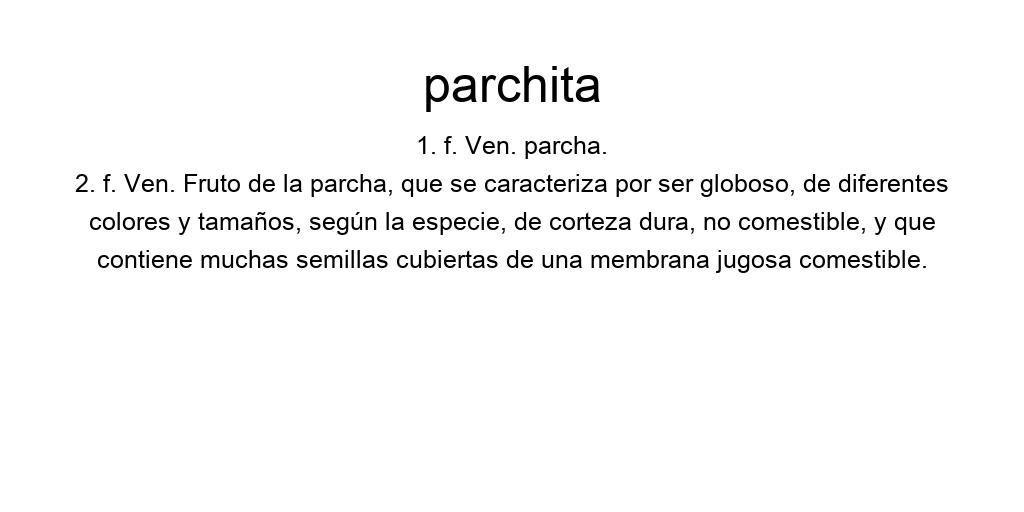 parchita
1. f. Ven. parcha.
2. f. Ven. Fruto de la parcha, que se caracteriza por ser globoso, de diferentes
colores y tamaños, según la especie, de corteza dura, no comestible, y que
contiene muchas semillas cubiertas de una membrana jugosa comestible.